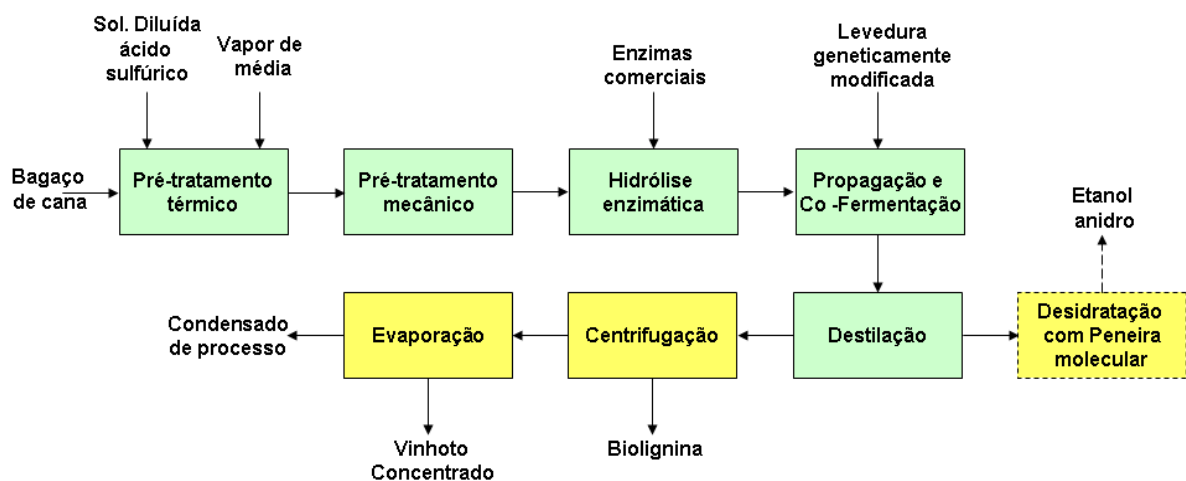 Sol. Diluída
ácido
sulfúrico
Vapor de
média
Enzimas
comerciais
Levedura
geneticamente
modificada
Bagaço
de cana
Pré-tratamento
térmico
Pré-tratamento
mecânico
Hidrólise
enzimática
Propagação e
Co -Fermentação
Etanol
anidro
Condensado
de processo
Evaporação
Centrifugação
Destilação
Desidratação
com Peneira
molecular
Vinhoto
Concentrado
Biolignina